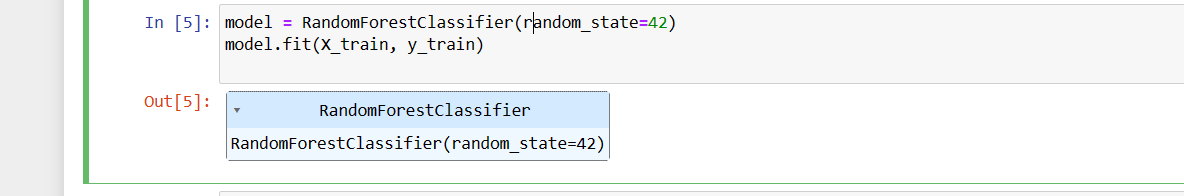 In [5]: model = RandomForestClassifier(random_state=42)
model.fit(X_train, y_train)
Out[5]:
RandomForestClassifier
RandomForestClassifier(random_state=42)